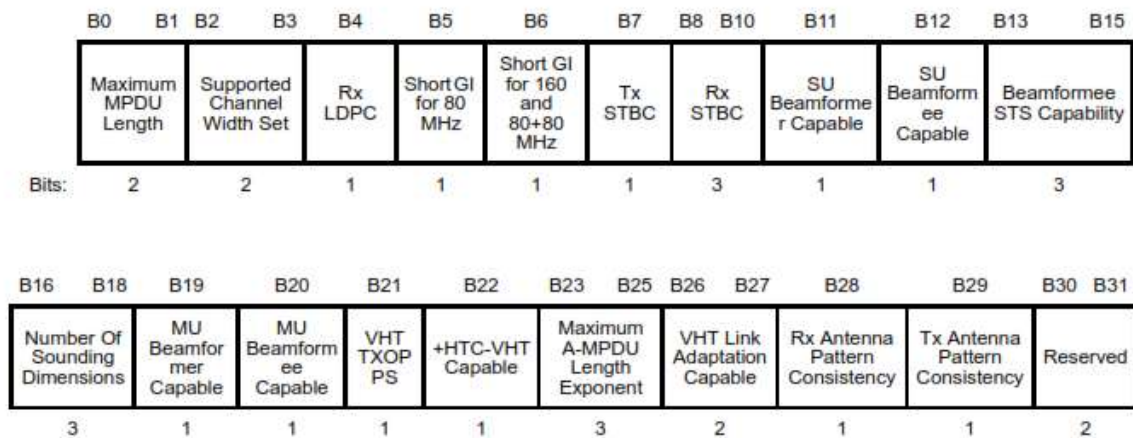 B0 B1 B2 B3 B4 B5 B6 B7 B8 B10 B11 B12 B13 B15
Maximum
MPDU
Length
Supported
Channel
Width Set
Rx
LDPC
Short GI
for 80
MHz
Short GI
for 160
and
80+80
MHz
Tx
STBC
Rx
STBC
SU
Beamforme
r Capable
SU
Beamform
ee
Capable
Beamformee
STS Capability
Bits: 2 2 1 1 1 1 3 1 1 3
B16 B18 B19 B20 B21 B22 B23 B25 B26 B27 B28 B29 B30 B31
Number Of
Sounding
Dimensions
MU
Beamfor
mer
Capable
MU
Beamform
ee
Capable
VHT
TXOP
PS
+HTC-VHT
Capable
Maximum
A-MPDU
Length
Exponent
VHT Link
Adaptation
Capable
Rx Antenna
Pattern
Consistency
Tx Antenna
Pattern
Consistency
Reserved
3 1 1 1 1 3 2 1 1 2